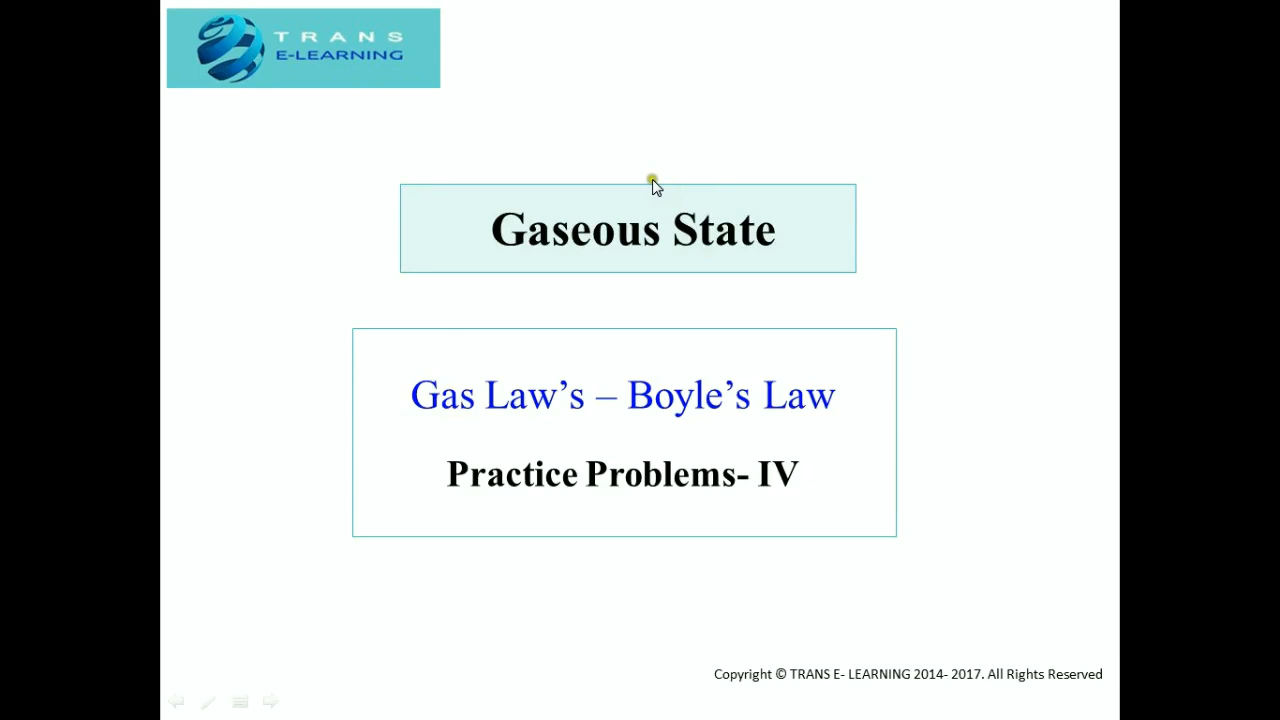 TRANS
E-LEARNING
Gaseous State
Gas Law’s – Boyle’s Law
Practice Problems- IV
Copyright © TRANS E- LEARNING 2014- 2017. All Rights Reserved